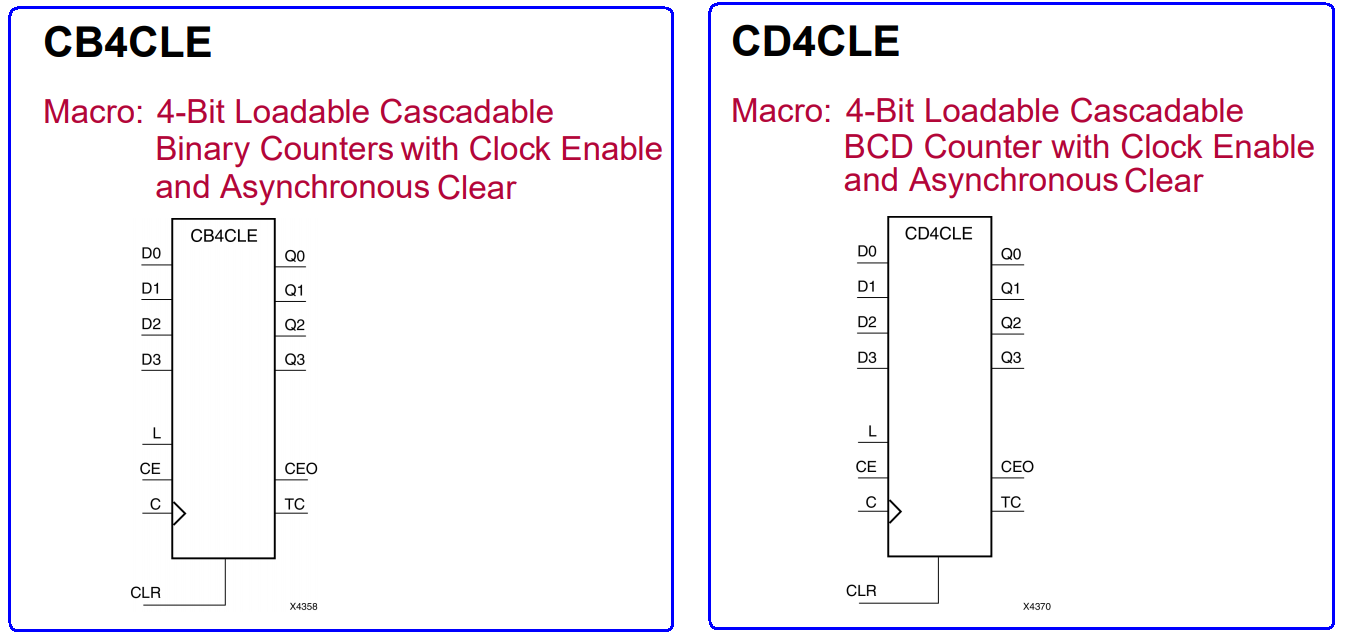 CB4CLE
Macro: 4-Bit Loadable Cascadable
Binary Counters with Clock Enable
and Asynchronous Clear
CB4CLE
D0
Q0
D1
Q1
D2
Q2
D3
Q3
L
CE
CEO
C
TC
CLR
X4358
CD4CLE
Macro: 4-Bit Loadable Cascadable
BCD Counter with Clock Enable
and Asynchronous Clear
CD4CLE
D0
Q0
D1
Q1
D2
Q2
D3
Q3
L
CE
CEO
C
TC
CLR
X4370